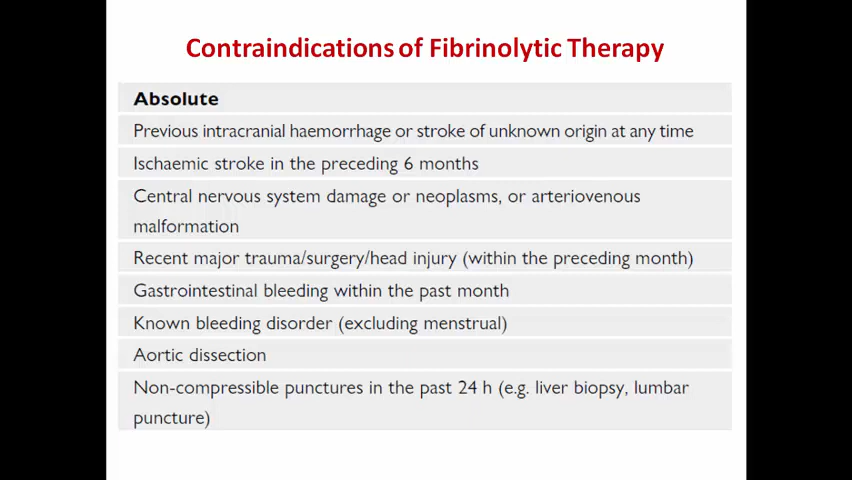 Contraindications of Fibrinolytic Therapy
Absolute
Previous intracranial haemorrhage or stroke of unknown origin at any time
Ischaemic stroke in the preceding 6 months
Central nervous system damage or neoplasms, or arteriovenous
malformation
Recent major trauma/surgery/head injury (within the preceding month)
Gastrointestinal bleeding within the past month
Known bleeding disorder (excluding menstrual)
Aortic dissection
Non-compressible punctures in the past 24 h (e.g. liver biopsy, lumbar
puncture)